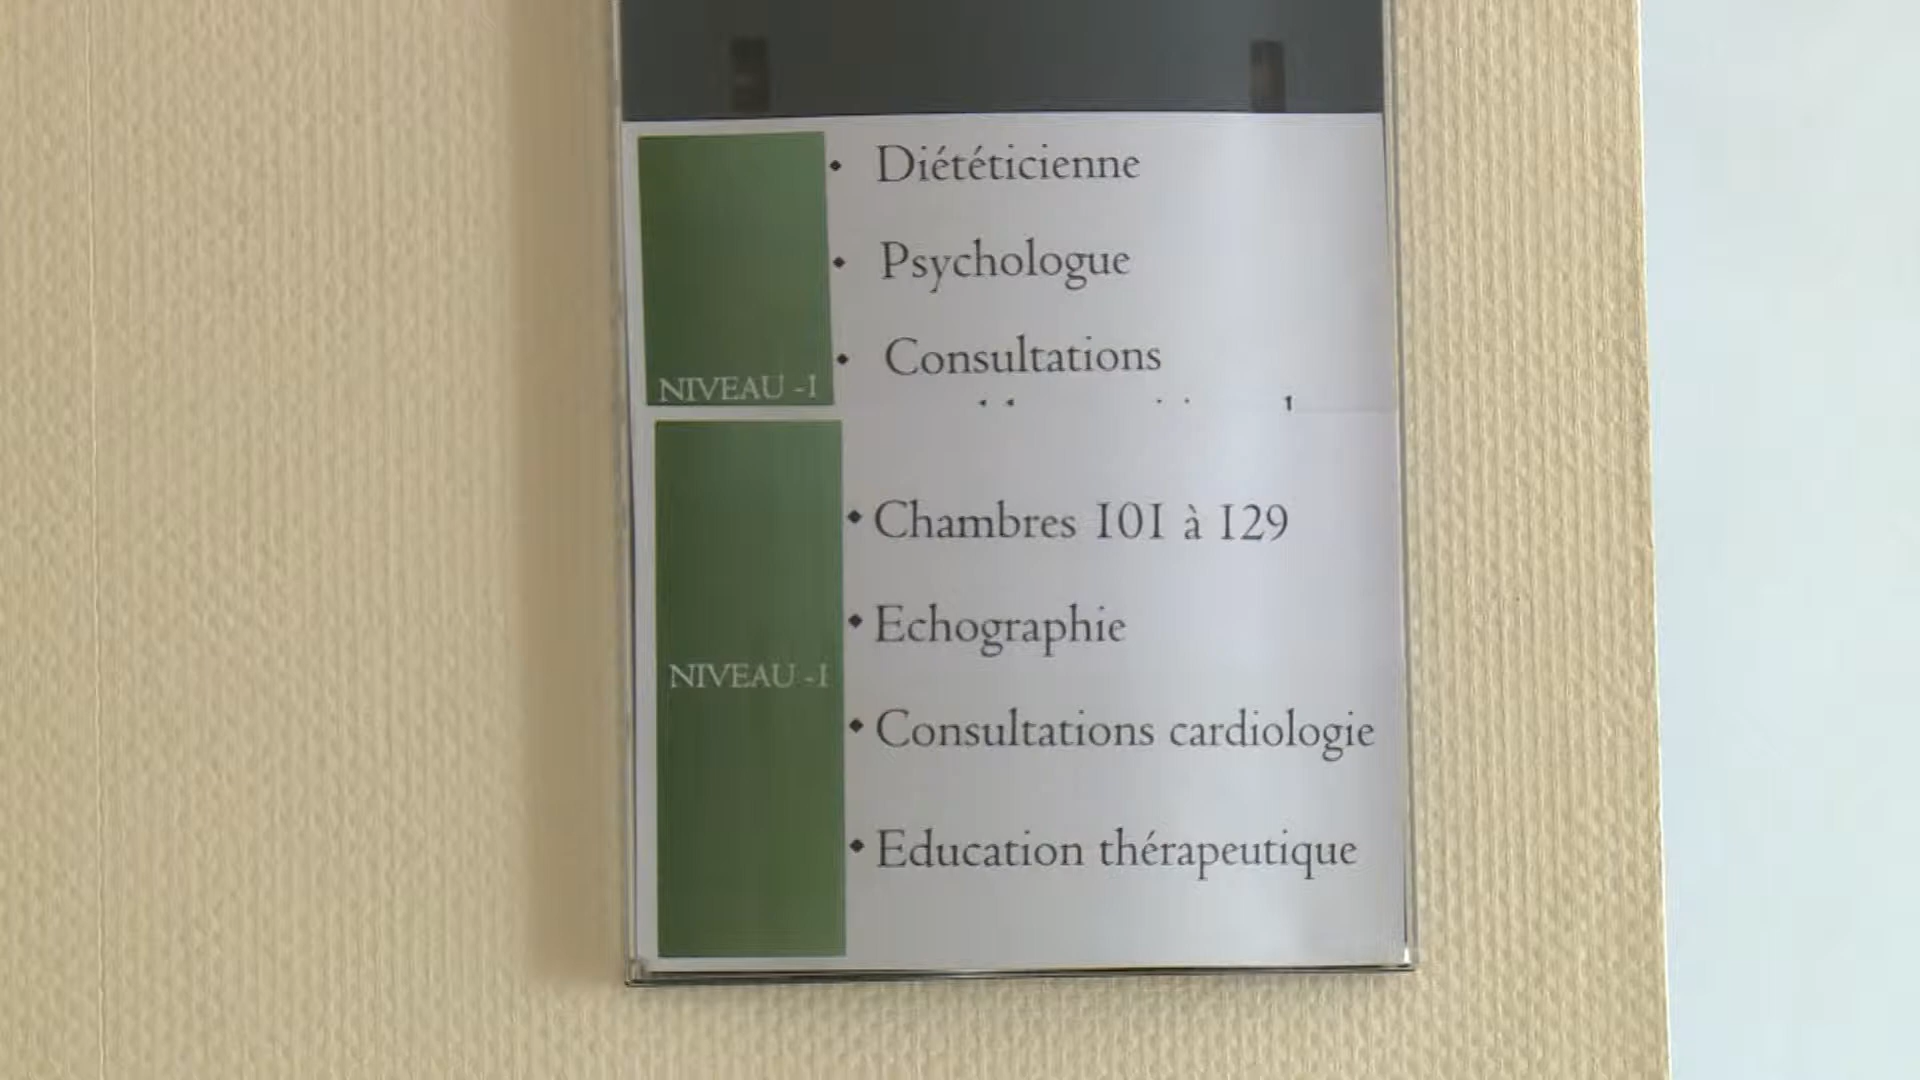 • Diététicienne
• Psychologue
• Consultations
NIVEAU -1
• Chambres 101 à 129
• Echographie
NIVEAU -1
• Consultations cardiologie
• Education thérapeutique